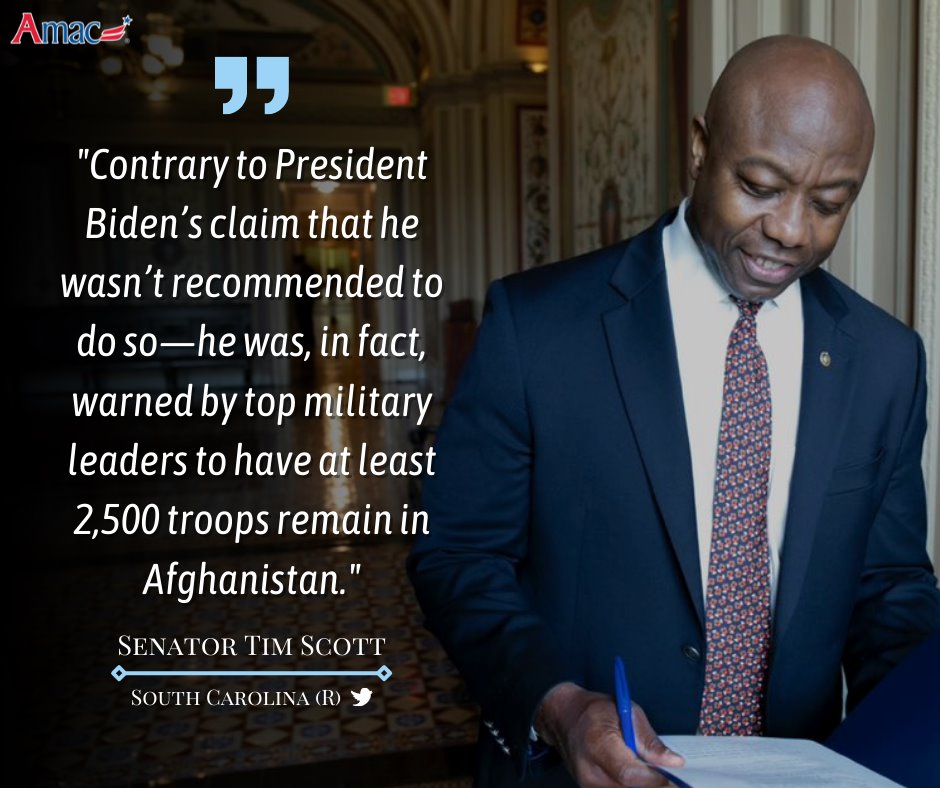 Amac
"Contrary to President
Biden’s claim that he
wasn’t recommended to
do so—he was, in fact,
warned by top military
leaders to have at least
2,500 troops remain in
Afghanistan."
Senator Tim Scott
South Carolina (R)